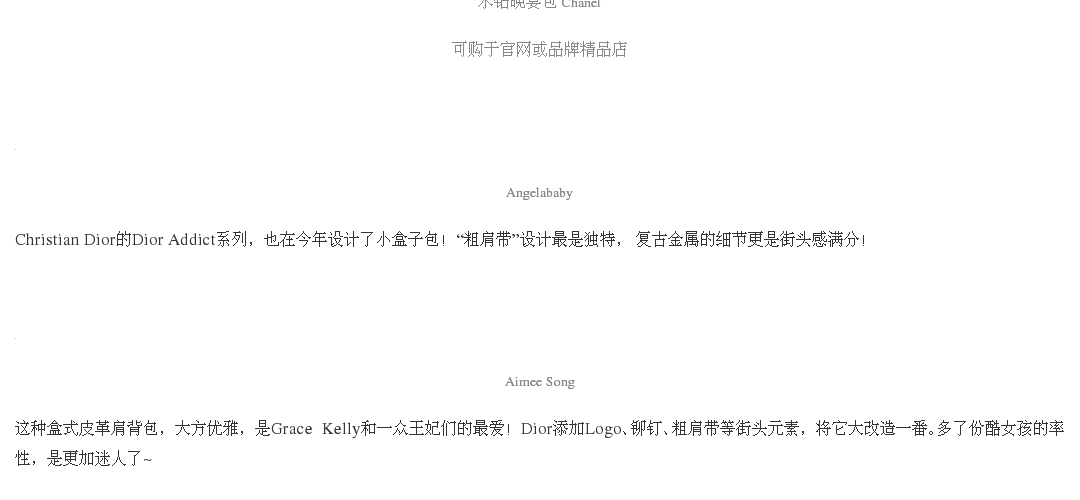 水钻晚宴包 Chanel
可购于官网或品牌精品店
Angelababy
Christian Dior的Dior Addict系列，也在今年设计了小盒子包！“粗肩带”设计最是独特， 复古金属的细节更是街头感满分！
Aimee Song
这种盒式皮革肩背包，大方优雅，是Grace Kelly和一众王妃们的最爱！Dior添加Logo、铆钉、粗肩带等街头元素，将它大改造一番。多了份酷女孩的率
性，是更加迷人了~